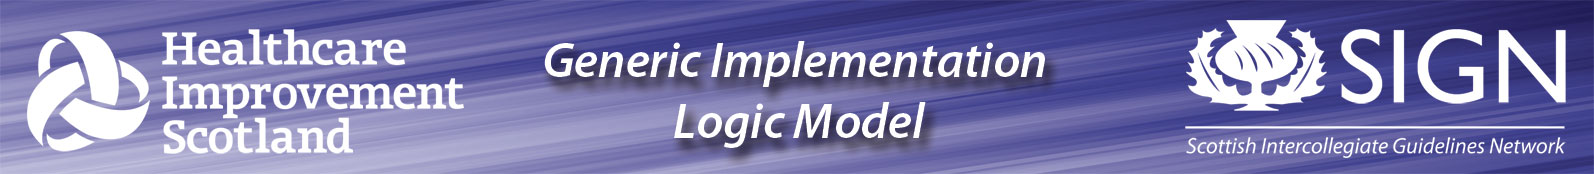 Healthcare
Improvement
Scotland
Generic Implementation
Logic Model
SIGN
Scottish Intercollegiate Guidelines Network